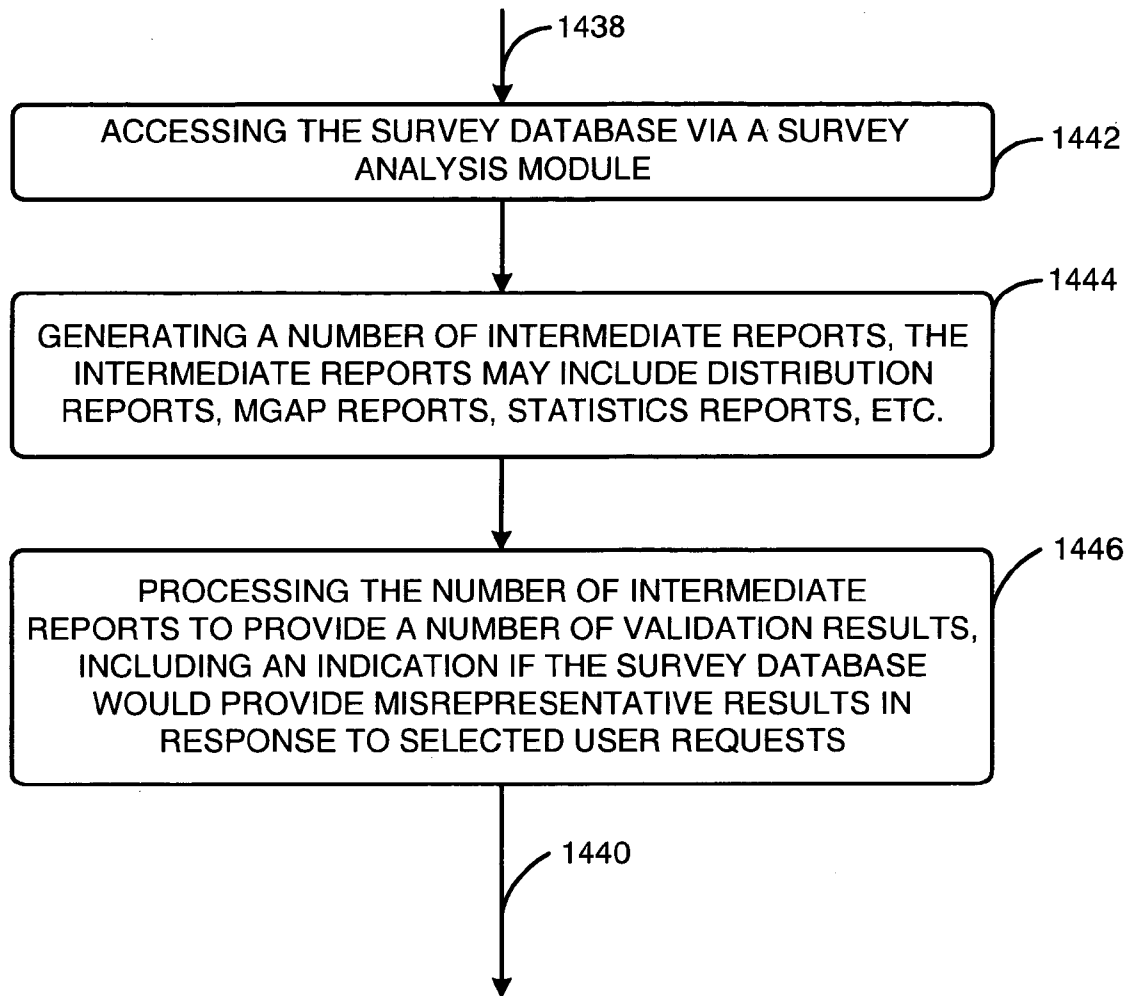 1438
ACCESSING THE SURVEY DATABASE VIA A SURVEY
ANALYSIS MODULE
1442
1444
GENERATING A NUMBER OF INTERMEDIATE REPORTS, THE
INTERMEDIATE REPORTS MAY INCLUDE DISTRIBUTION
REPORTS, MGAP REPORTS, STATISTICS REPORTS, ETC.
1446
PROCESSING THE NUMBER OF INTERMEDIATE
REPORTS TO PROVIDE A NUMBER OF VALIDATION RESULTS,
INCLUDING AN INDICATION IF THE SURVEY DATABASE
WOULD PROVIDE MISREPRESENTATIVE RESULTS IN
RESPONSE TO SELECTED USER REQUESTS
1440